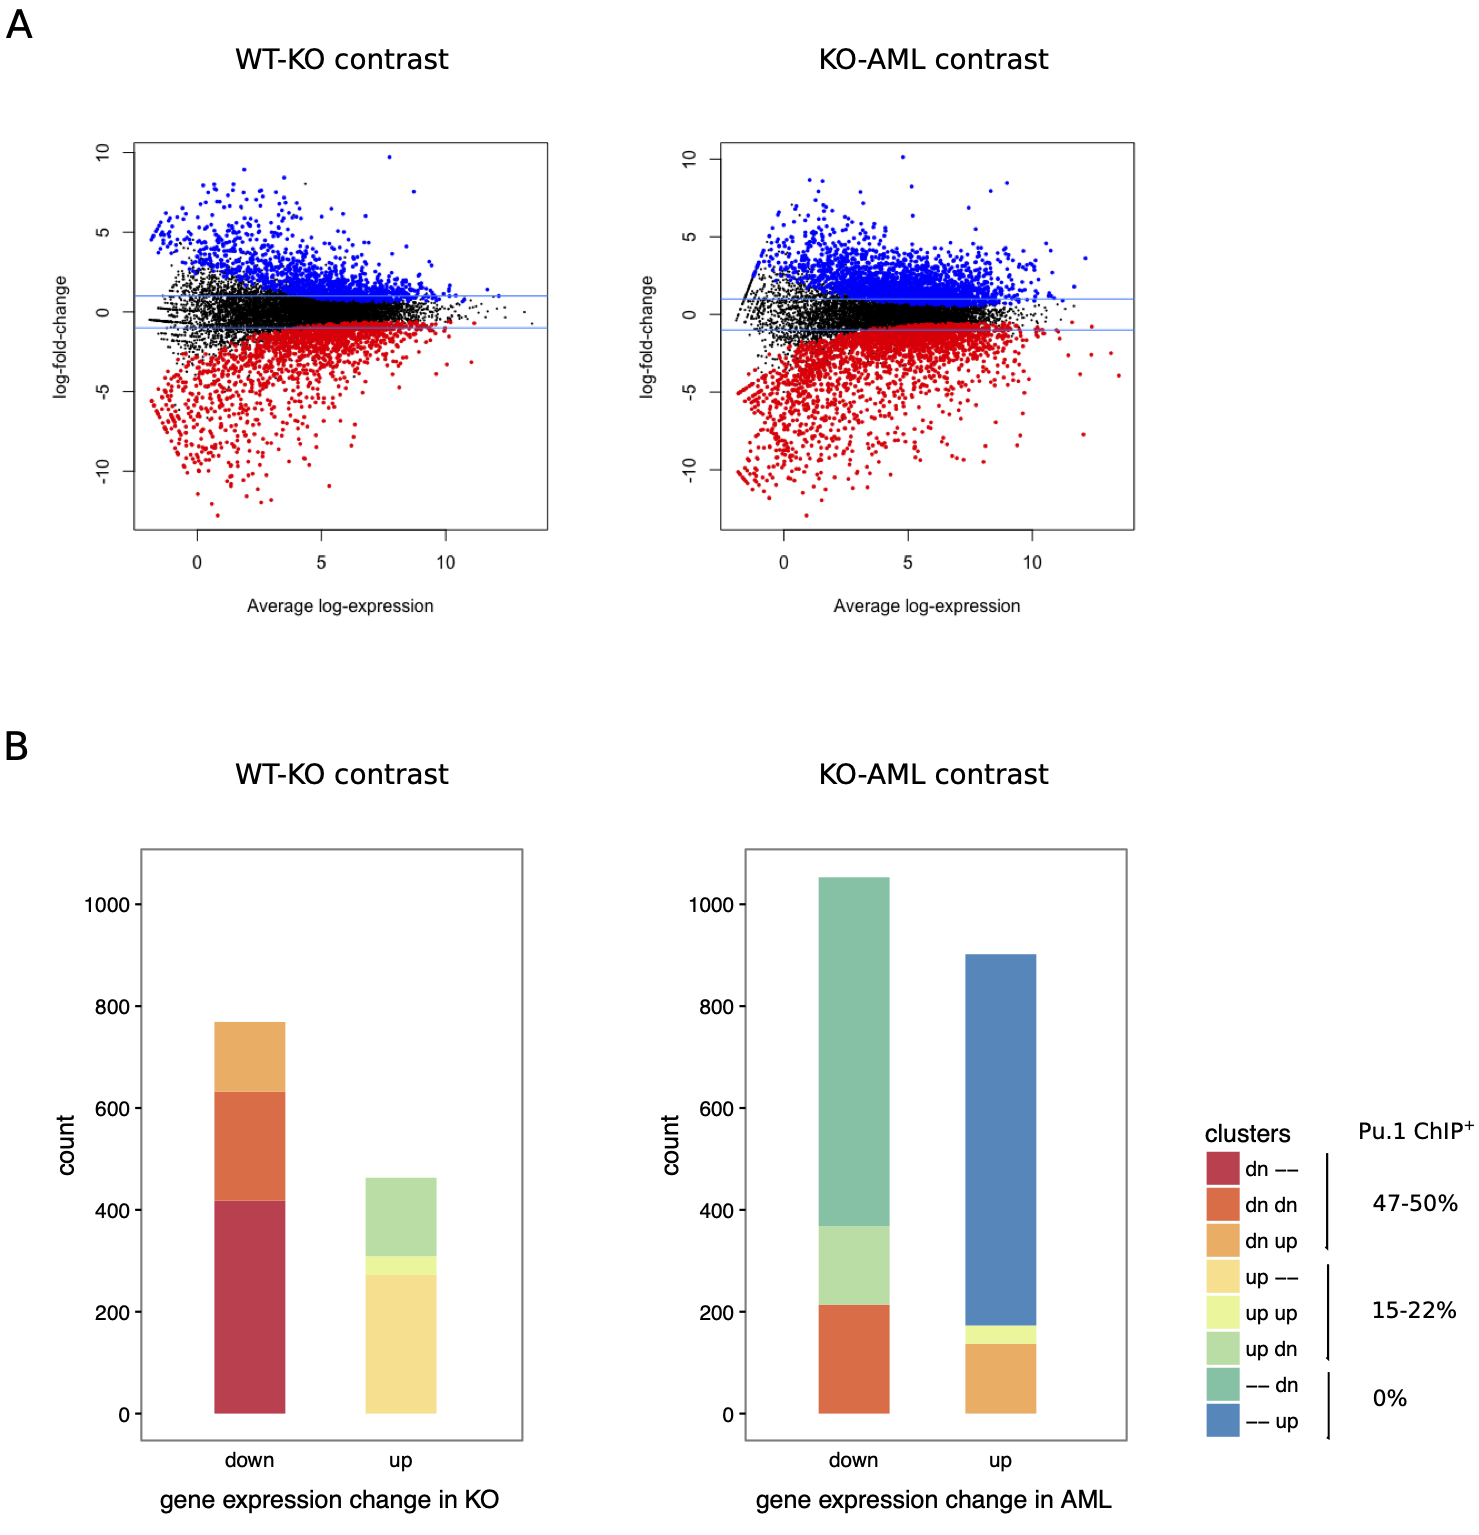 A
WT-KO contrast
KO-AML contrast
10
5
0
-5
-10
log-fold-change
0
5
10
Average log-expression
10
5
0
-5
-10
log-fold-change
0
5
10
Average log-expression
B
WT-KO contrast
KO-AML contrast
1000
800
600
400
200
0
count
down
up
gene expression change in KO
1000
800
600
400
200
0
count
down
up
gene expression change in AML
clusters
Pu.1 ChIP+
dn −−
dn dn
dn up
47-50%
up −−
up up
up dn
15-22%
−− dn
−− up
0%